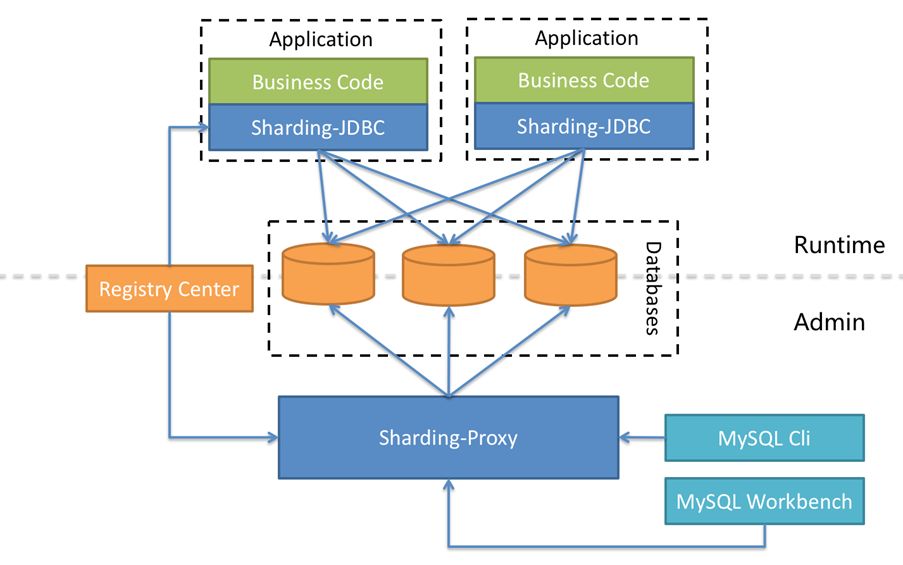 Application
Application
Business Code
Business Code
Sharding-JDBC
Sharding-JDBC
Databases
Runtime
Registry Center
Admin
Sharding-Proxy
MySQL Cli
MySQL Workbench